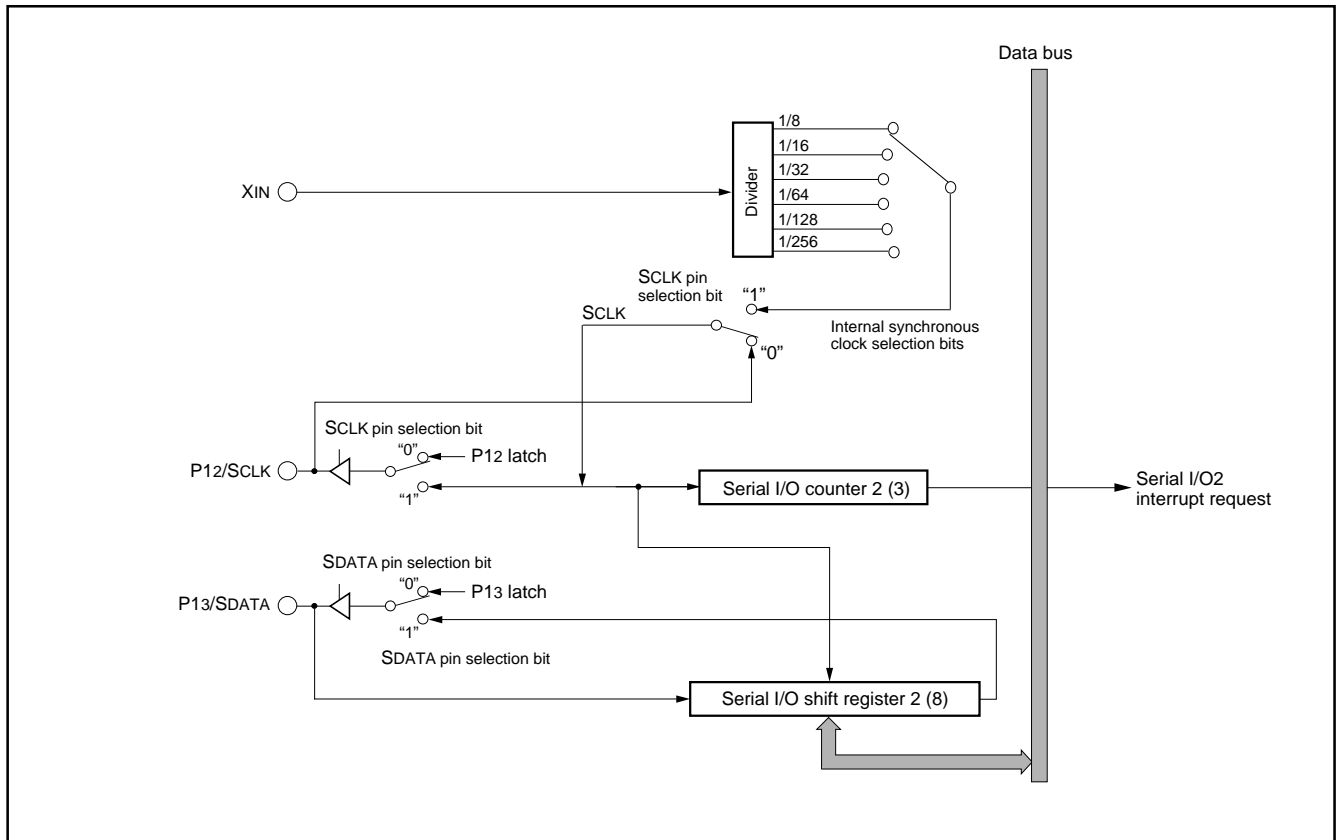 Data bus
1/8
1/16
1/32
1/64
1/128
1/256
Divider
XIN
SCLK pin
selection bit
“1”
SCLK
“0”
Internal synchronous
clock selection bits
SCLK pin selection bit
“0”
P12 latch
P12/SCLK
“1”
Serial I/O counter 2 (3)
Serial I/O2
interrupt request
SDATA pin selection bit
“0”
P13 latch
P13/SDATA
“1”
SDATA pin selection bit
Serial I/O shift register 2 (8)